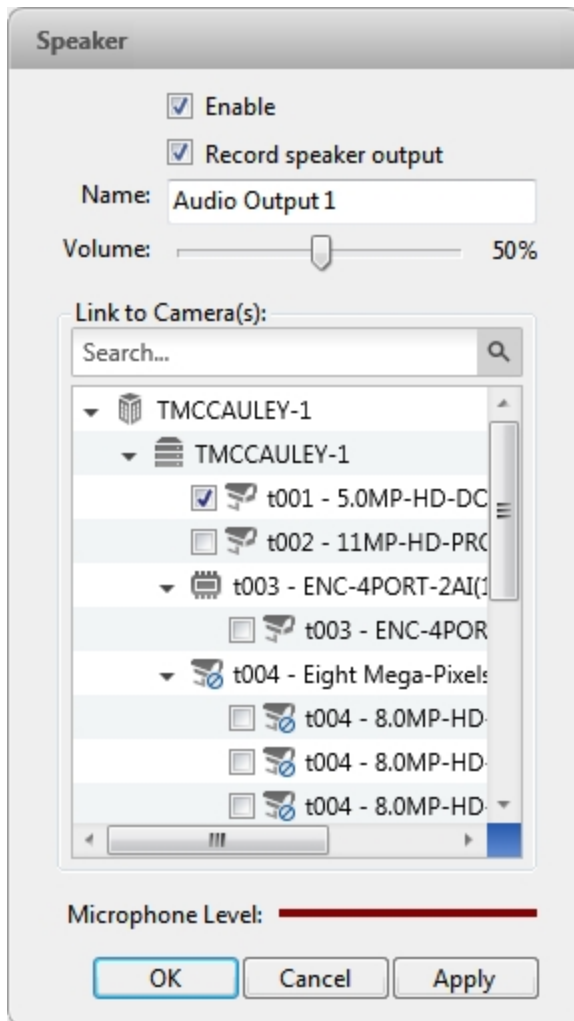 Speaker
Enable
Record speaker output
Name: Audio Output 1
Volume: 50%
Link to Camera(s):
Search...
TMCCAULEY-1
TMCCAULEY-1
t001 - 5.0MP-HD-DO
t002 - 11MP-HD-PRO
t003 - ENC-4PORT-2AI(1
t003 - ENC-4POR
t004 - Eight Mega-Pixels
t004 - 8.0MP-HD-
t004 - 8.0MP-HD-
t004 - 8.0MP-HD-
Microphone Level:
OK Cancel Apply